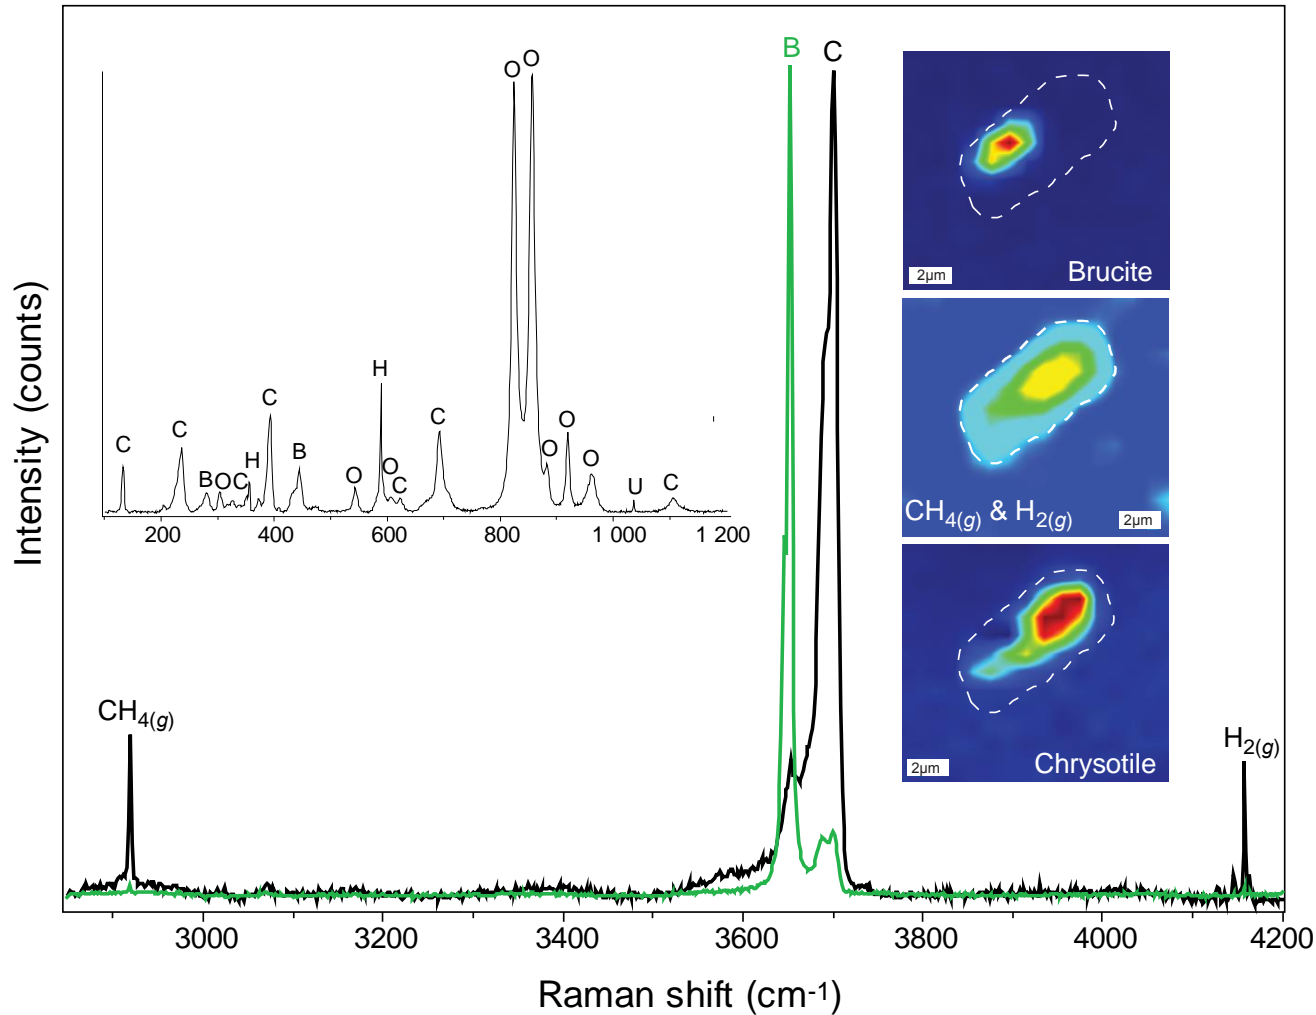 B C
O O
H
C C C B O O C O O U C
B O C H
200 400 600 800 1 000 1 200
Brucite
2µm
CH4(g) & H2(g)
2µm
Chrysotile
2µm
CH4(g)
H2(g)
Intensity (counts)
3000 3200 3400 3600 3800 4000 4200
Raman shift (cm-1)